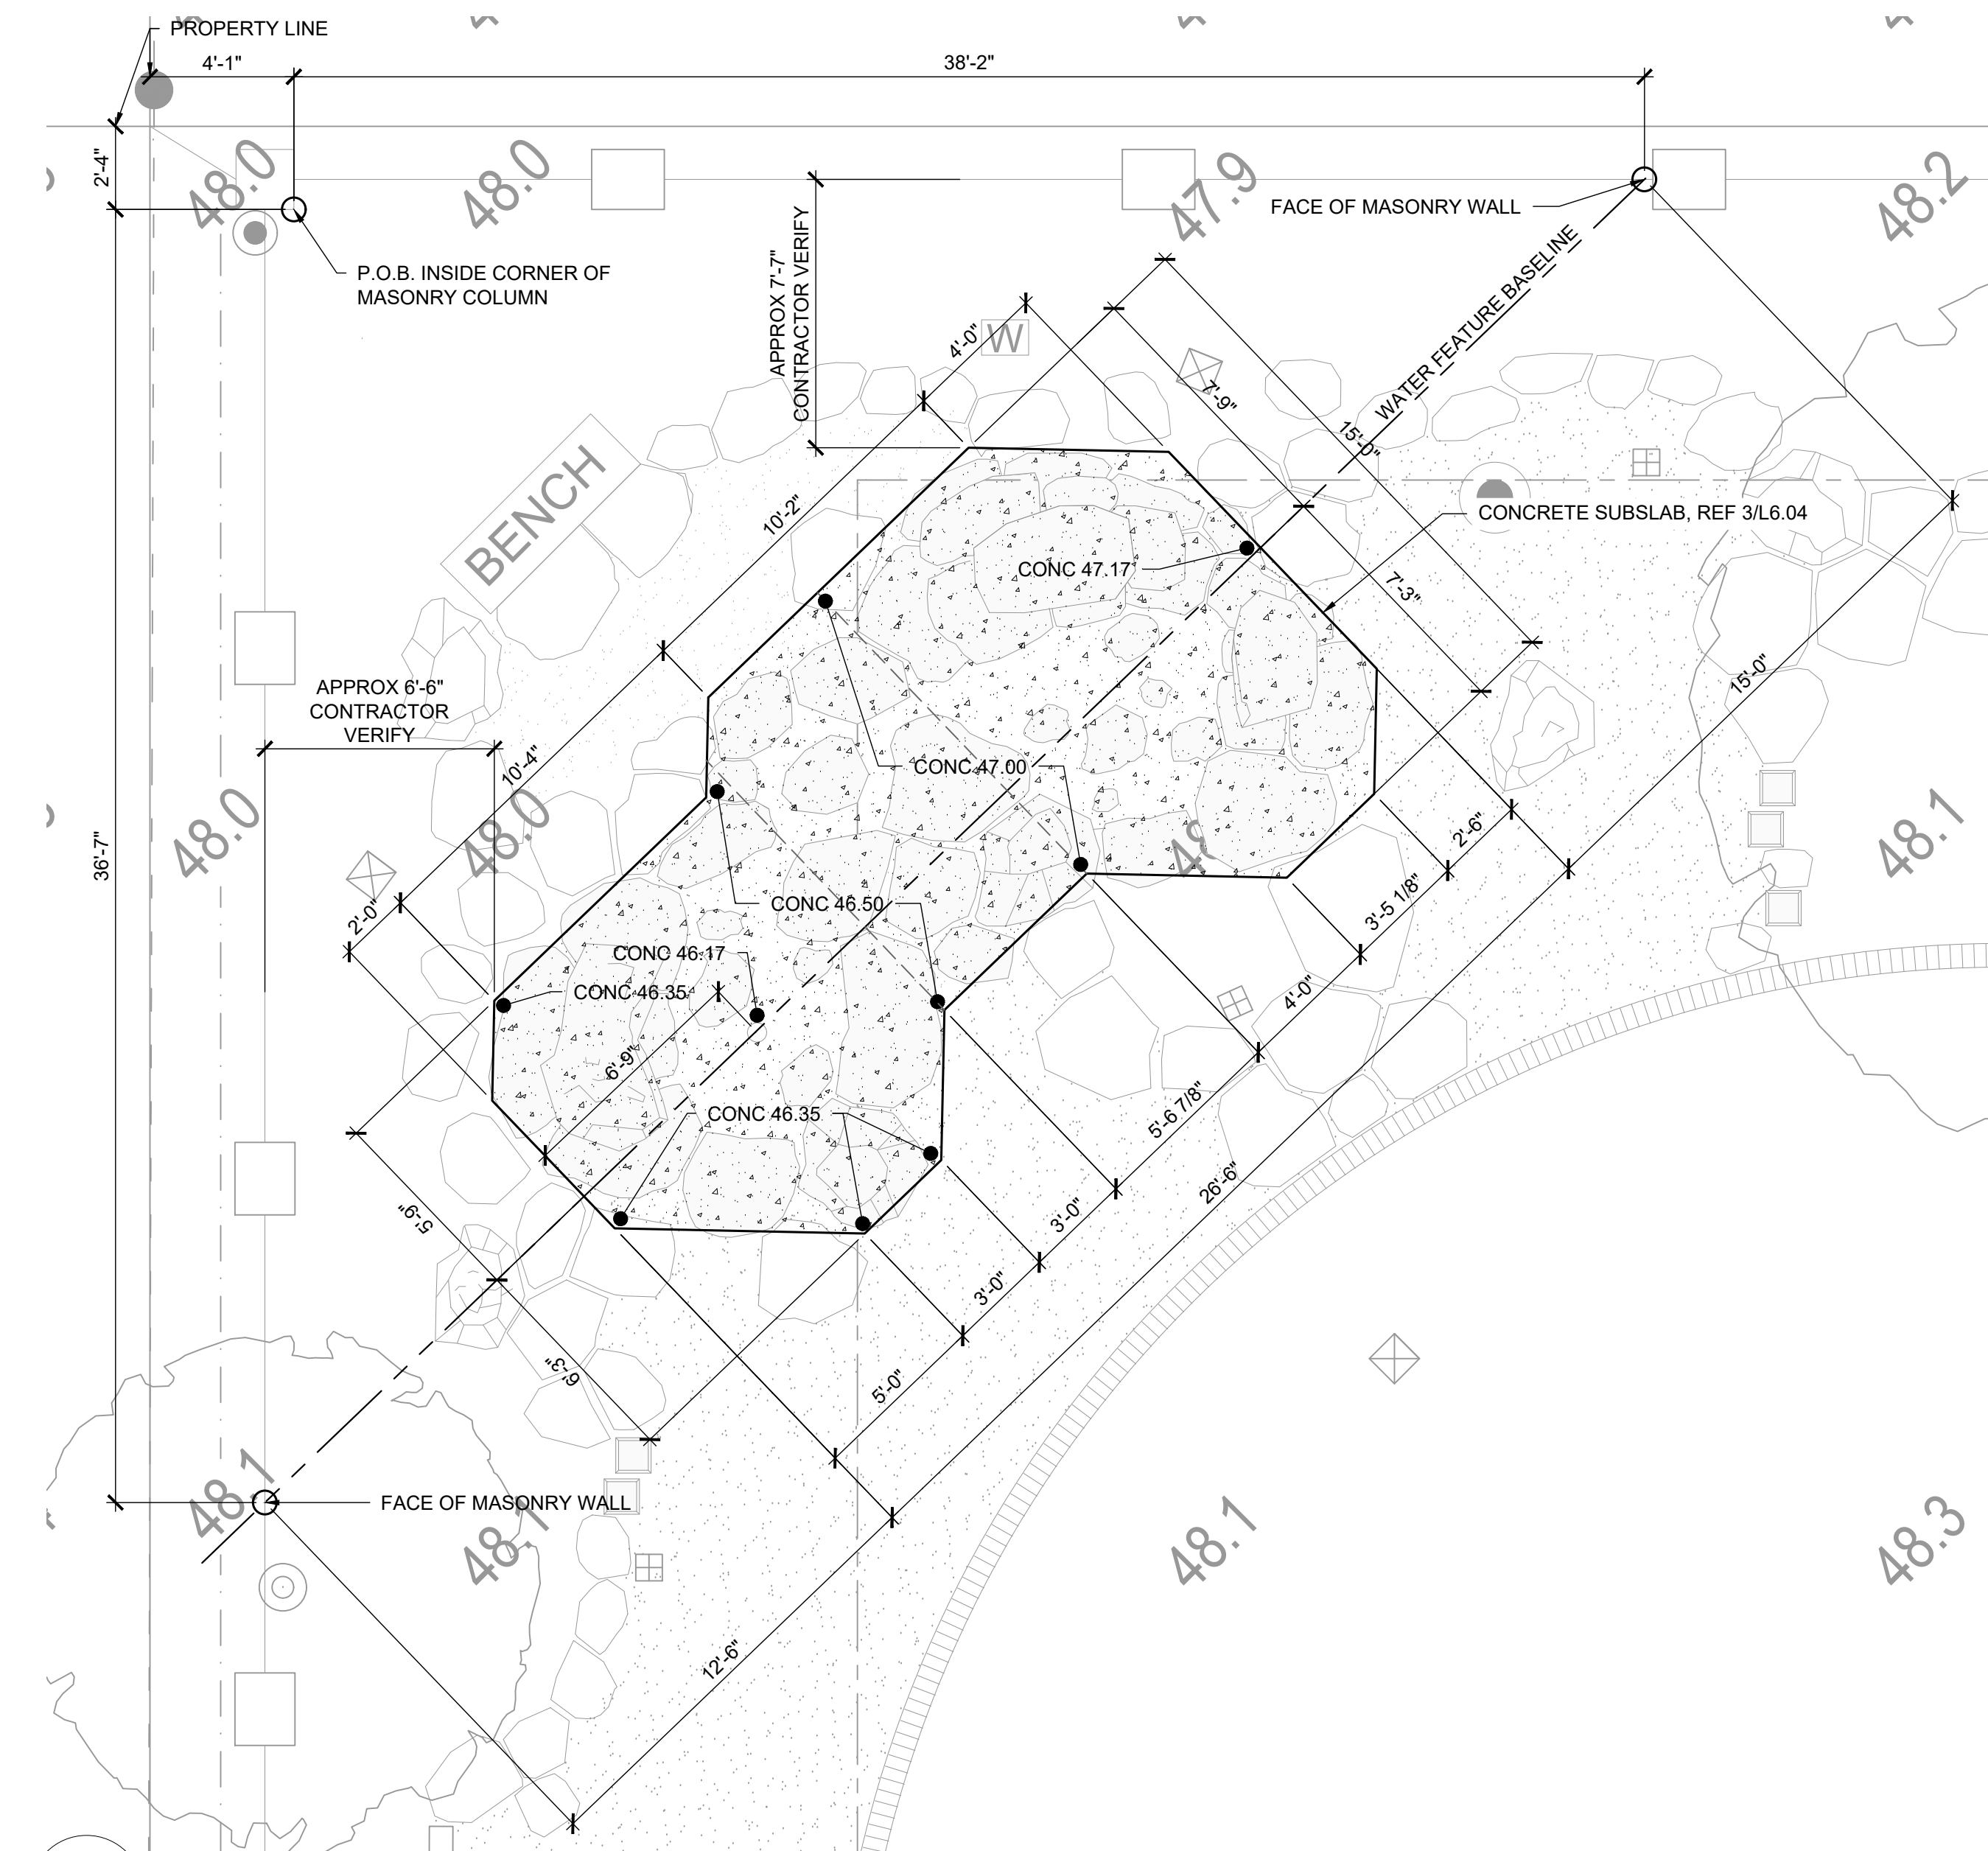 PROPERTY LINE
4'-1"
38'-2"
2'-4"
48.0
48.0
47.9
48.2
FACE OF MASONRY WALL
P.O.B. INSIDE CORNER OF
MASONRY COLUMN
APPROX 7'-7"
CONTRACTOR VERIFY
4'-0"
W
7'-9"
WATER FEATURE BASELINE
15'-0"
BENCH
10'-2"
CONCRETE SUBSLAB, REF 3/L6.04
CONC 47.17
7'-3"
APPROX 6'-6"
CONTRACTOR
VERIFY
15'-0"
10'-4"
CONC 47.00
36'-7"
48.0
48.0
48.1
2'-6"
2'-0"
CONC 46.50
3'-5 1/8"
CONC 46.17
CONC 46.35
4'-0"
6'-9"
CONC 46.35
5'-6 7/8"
26'-6"
5'-9"
3'-0"
3'-0"
6'-3"
5'-0"
48.1
FACE OF MASONRY WALL
48.1
48.1
48.3
12'-6"